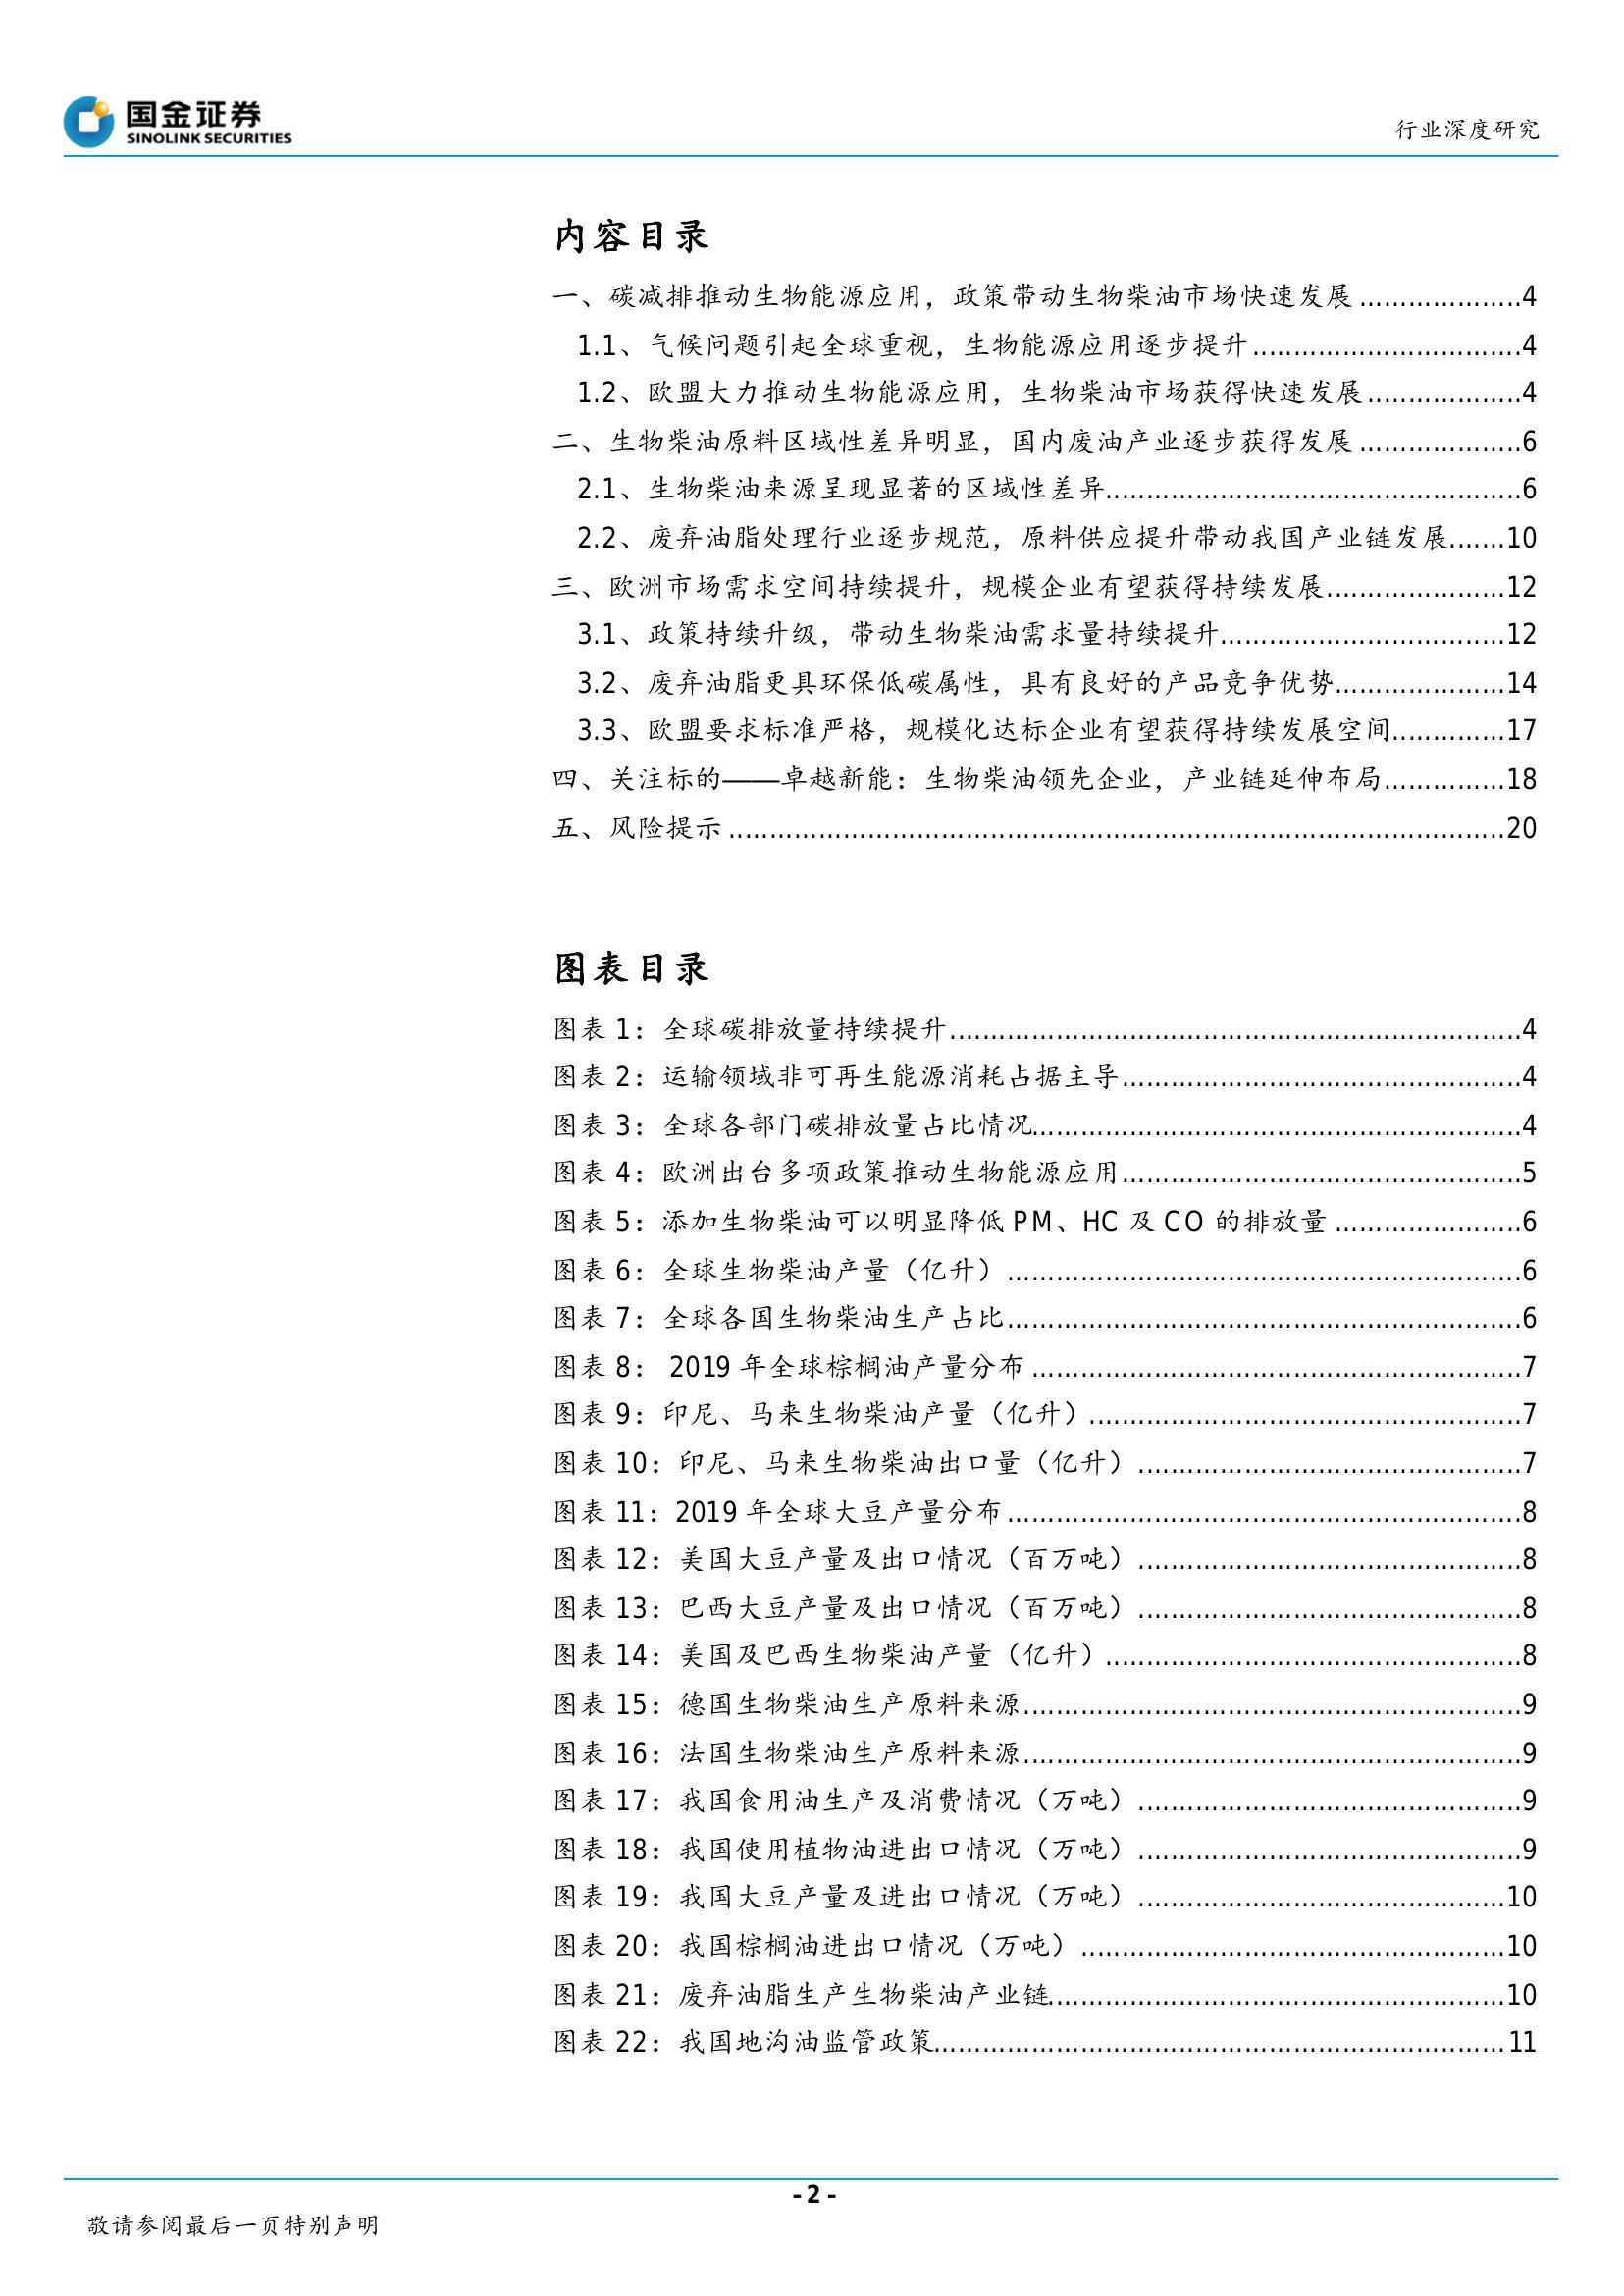 国金证券
SINOLINK SECURITIES
行业深度研究
内容目录
一、碳减排推动生物能源应用，政策带动生物柴油市场快速发展....................4
1.1、气候问题引起全球重视，生物能源应用逐步提升.................................4
1.2、欧盟大力推动生物能源应用，生物柴油市场获得快速发展...................4
二、生物柴油原料区域性差异明显，国内废油产业逐步获得发展....................6
2.1、生物柴油来源呈现显著的区域性差异...................................................6
2.2、废弃油脂处理行业逐步规范，原料供应提升带动我国产业链发展.......10
三、欧洲市场需求空间持续提升，规模企业有望获得持续发展......................12
3.1、政策持续升级，带动生物柴油需求量持续提升...................................12
3.2、废弃油脂更具环保低碳属性，具有良好的产品竞争优势.....................14
3.3、欧盟要求标准严格，规模化达标企业有望获得持续发展空间..............17
四、关注标的——卓越新能：生物柴油领先企业，产业链延伸布局...............18
五、风险提示...............................................................................................20
图表目录
图表 1：全球碳排放量持续提升......................................................................4
图表 2：运输领域非可再生能源消耗占据主导.................................................4
图表 3：全球各部门碳排放量占比情况............................................................4
图表 4：欧洲出台多项政策推动生物能源应用.................................................5
图表 5：添加生物柴油可以明显降低 PM、HC 及 CO 的排放量.......................6
图表 6：全球生物柴油产量（亿升）...............................................................6
图表 7：全球各国生物柴油生产占比...............................................................6
图表 8： 2019 年全球棕榈油产量分布............................................................7
图表 9：印尼、马来生物柴油产量（亿升）.....................................................7
图表 10：印尼、马来生物柴油出口量（亿升）...............................................7
图表 11：2019 年全球大豆产量分布...............................................................8
图表 12：美国大豆产量及出口情况（百万吨）...............................................8
图表 13：巴西大豆产量及出口情况（百万吨）...............................................8
图表 14：美国及巴西生物柴油产量（亿升）...................................................8
图表 15：德国生物柴油生产原料来源.............................................................9
图表 16：法国生物柴油生产原料来源.............................................................9
图表 17：我国食用油生产及消费情况（万吨）...............................................9
图表 18：我国使用植物油进出口情况（万吨）...............................................9
图表 19：我国大豆产量及进出口情况（万吨）.............................................10
图表 20：我国棕榈油进出口情况（万吨）....................................................10
图表 21：废弃油脂生产生物柴油产业链........................................................10
图表 22：我国地沟油监管政策......................................................................11
- 2 -
敬请参阅最后一页特别声明